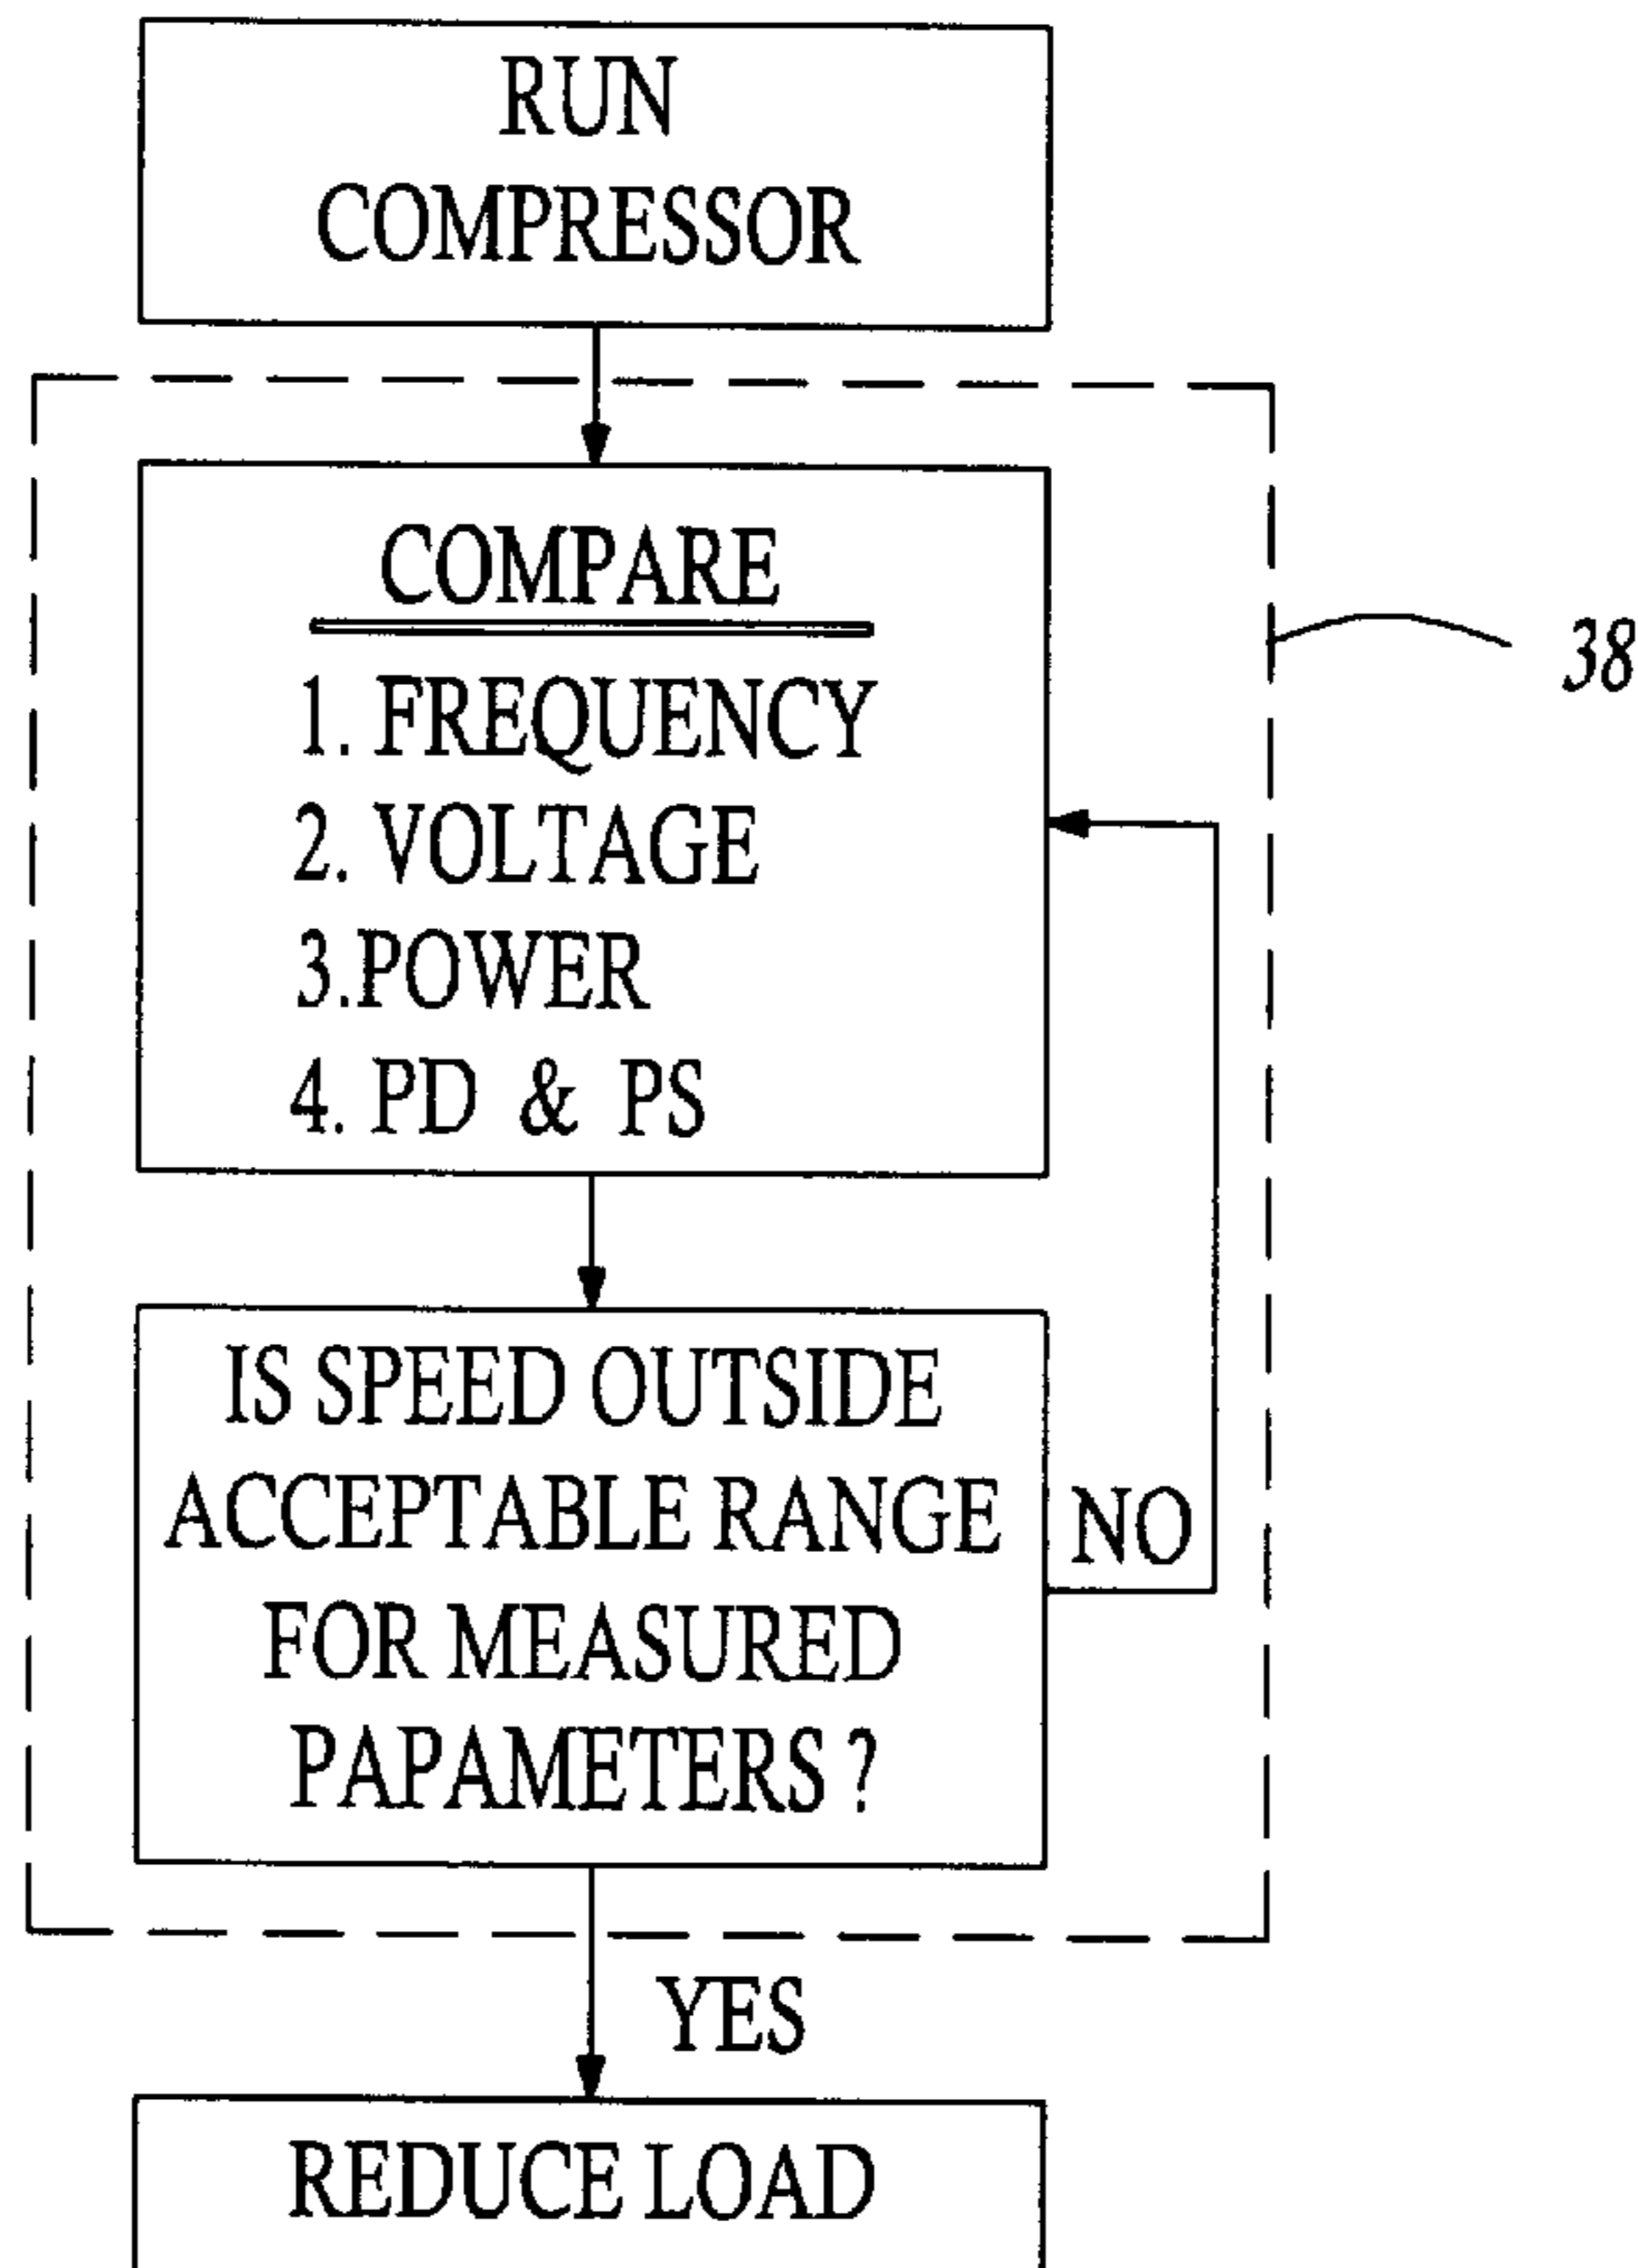 RUN
COMPRESSOR
COMPARE
1. FREQUENCY
2. VOLTAGE
3.POWER
4. PD & PS
38
IS SPEED OUTSIDE
ACCEPTABLE RANGE
FOR MEASURED
PAPAMETERS ?
NO
YES
REDUCE LOAD